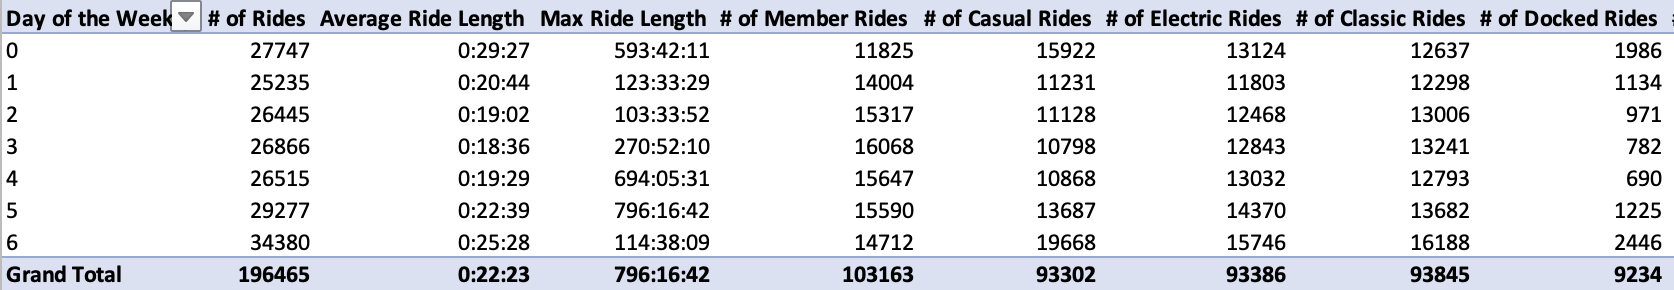 Day of the Week # of Rides Average Ride Length Max Ride Length # of Member Rides # of Casual Rides # of Electric Rides # of Classic Rides # of Docked Rides #
0 27747 0:29:27 593:42:11 11825 15922 13124 12637 1986
1 25235 0:20:44 123:33:29 14004 11231 11803 12298 1134
2 26445 0:19:02 103:33:52 15317 11128 12468 13006 971
3 26866 0:18:36 270:52:10 16068 10798 12843 13241 782
4 26515 0:19:29 694:05:31 15647 10868 13032 12793 690
5 29277 0:22:39 796:16:42 15590 13687 14370 13682 1225
6 34380 0:25:28 114:38:09 14712 19668 15746 16188 2446
Grand Total 196465 0:22:23 796:16:42 103163 93302 93386 93845 9234